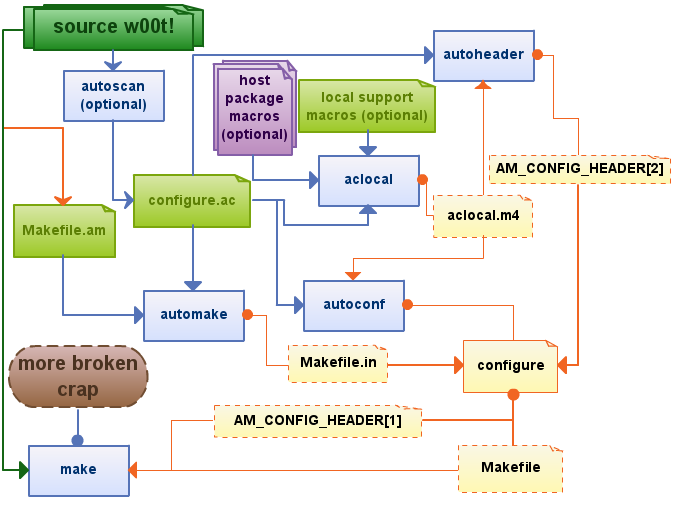 source w00t!
autoheader
autoscan
(optional)
host
package
macros
(optional)
local support
macros (optional)
AM_CONFIG_HEADER[2]
aclocal
configure.ac
aclocal.m4
Makefile.am
automake
autoconf
more broken
crap
Makefile.in
configure
AM_CONFIG_HEADER[1]
make
Makefile